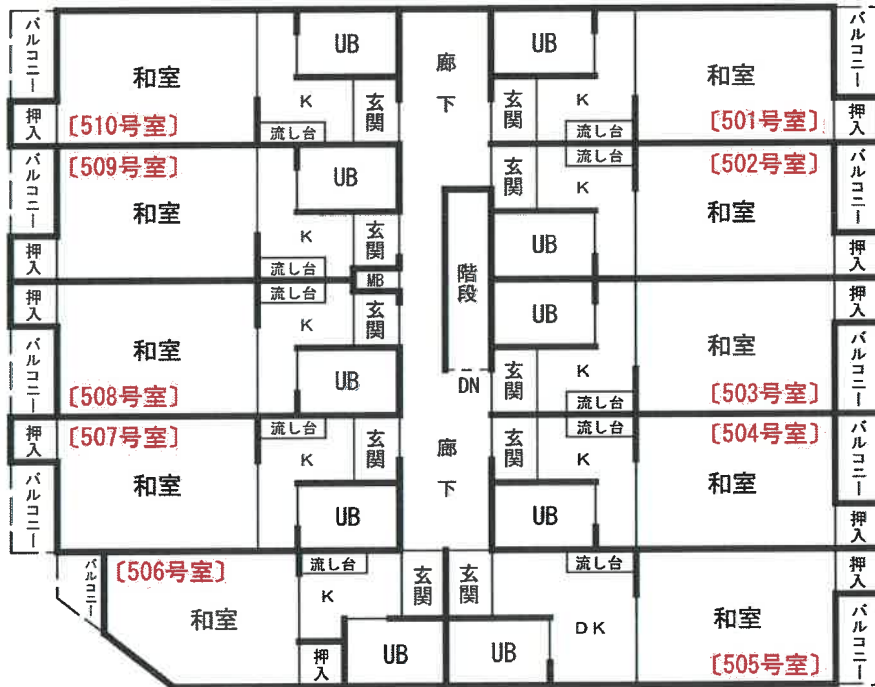 バルコニー
和室
UB
廊下
UB
和室
バルコニー
K
玄関
玄関
K
押入
〔510号室〕
流し台
流し台
〔501号室〕
押入
バルコニー
〔509号室〕
UB
玄関
流し台
〔502号室〕
バルコニー
和室
K
和室
K
玄関
UB
押入
流し台
MB
階段
押入
押入
流し台
玄関
UB
押入
バルコニー
和室
K
和室
バルコニー
〔508号室〕
UB
DN
玄関
K
流し台
〔503号室〕
押入
〔507号室〕
流し台
玄関
廊下
玄関
流し台
〔504号室〕
バルコニー
バルコニー
和室
K
K
和室
UB
UB
押入
バルコニー
〔506号室〕
流し台
玄関
玄関
流し台
押入
和室
K
DK
和室
バルコニー
押入
UB
UB
〔505号室〕